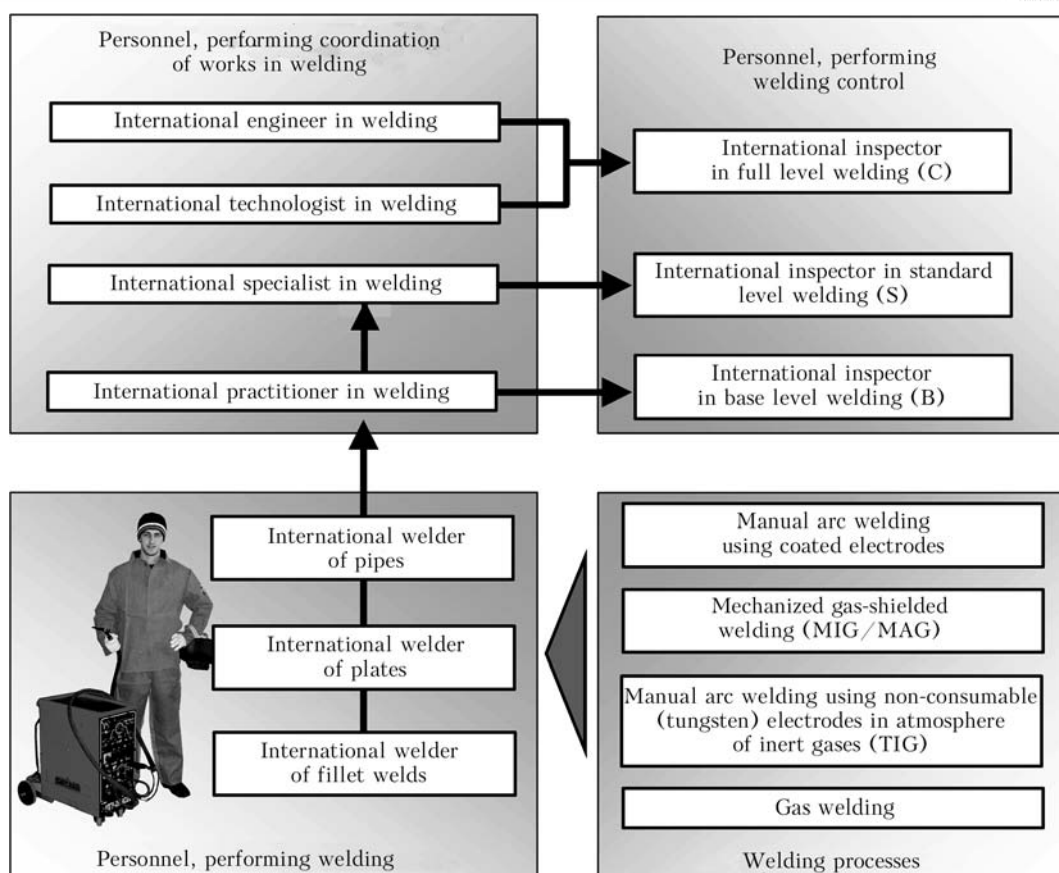 Personnel, performing coordination
of works in welding
International engineer in welding
International technologist in welding
International specialist in welding
International practitioner in welding
Personnel, performing
welding control
International inspector
in full level welding (C)
International inspector in standard
level welding (S)
International inspector
in base level welding (B)
International welder
of pipes
International welder
of plates
International welder
of fillet welds
Personnel, performing welding
Manual arc welding
using coated electrodes
Mechanized gas-shielded
welding (MIG/MAG)
Manual arc welding using non-consumable
(tungsten) electrodes in atmosphere
of inert gases (TIG)
Gas welding
Welding processes